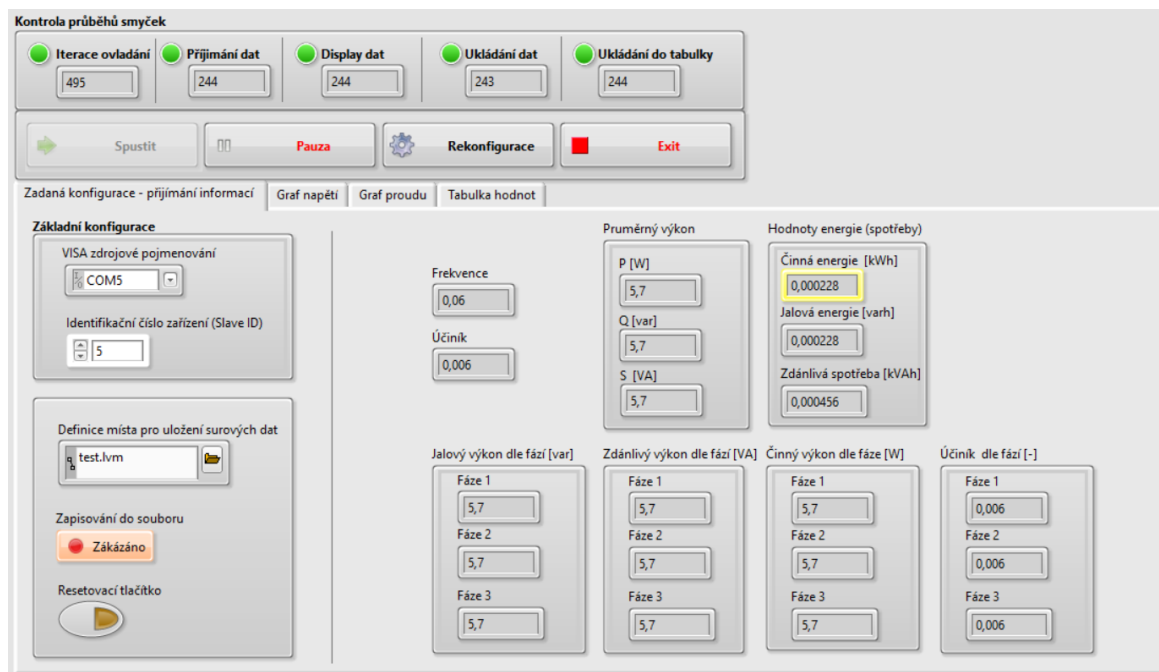 Kontrola průběhů smyček
Iterace ovladání
Příjimání dat
Display dat
Ukládání dat
Ukládání do tabulky
495
244
244
243
244
Spustit
Pauza
Rekonfigurace
Exit
Zadaná konfigurace - přijímání informací
Graf napětí
Graf proudu
Tabulka hodnot
Základní konfigurace
VISA zdrojové pojmenování
COM5
Identifikační číslo zařízení (Slave ID)
5
Definice místa pro uložení surových dat
test.lvm
Zapisování do souboru
Zákázáno
Resetovací tlačítko
Frekvence
0,06
Účiník
0,006
Pruměrný výkon
P [W]
5,7
Q [var]
5,7
S [VA]
5,7
Hodnoty energie (spotřeby)
Činná energie [kWh]
0,000228
Jalová energie [varh]
0,000228
Zdánlivá spotřeba [kVAh]
0,000456
Jalový výkon dle fází [var]
Fáze 1
5,7
Fáze 2
5,7
Fáze 3
5,7
Zdánlivý výkon dle fází [VA]
Fáze 1
5,7
Fáze 2
5,7
Fáze 3
5,7
Činný výkon dle fáze [W]
Fáze 1
5,7
Fáze 2
5,7
Fáze 3
5,7
Účiník dle fází [-]
Fáze 1
0,006
Fáze 2
0,006
Fáze 3
0,006